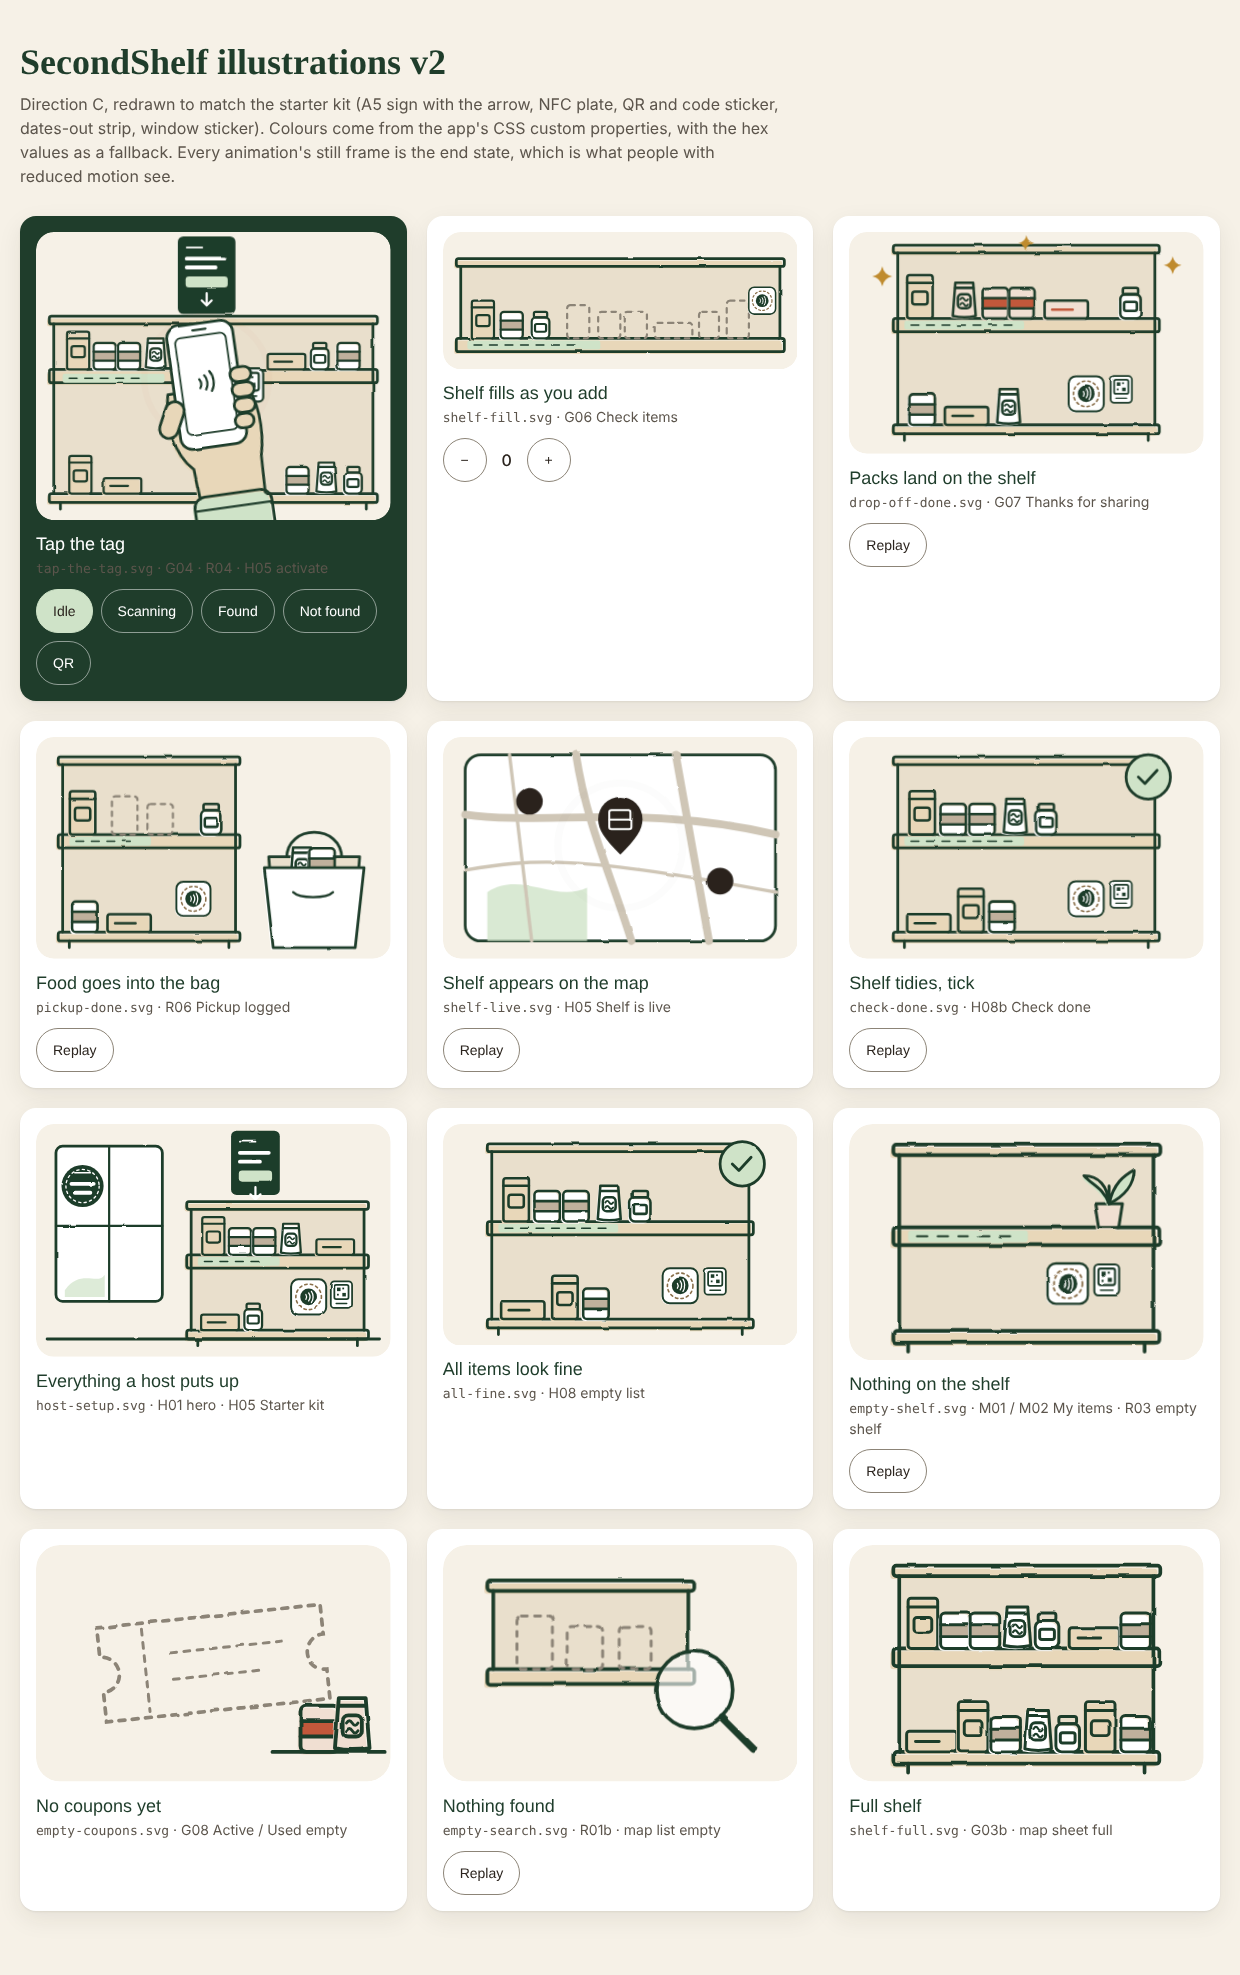 SecondShelf illustrations v2
Direction C, redrawn to match the starter kit (A5 sign with the arrow, NFC plate, QR and code sticker,
dates-out strip, window sticker). Colours come from the app's CSS custom properties, with the hex
values as a fallback. Every animation's still frame is the end state, which is what people with
reduced motion see.
Tap the tag
tap-the-tag.svg · G04 · R04 · H05 activate
Idle
Scanning
Found
Not found
QR
Shelf fills as you add
shelf-fill.svg · G06 Check items
− 0 +
Packs land on the shelf
drop-off-done.svg · G07 Thanks for sharing
Replay
Food goes into the bag
pickup-done.svg · R06 Pickup logged
Replay
Shelf appears on the map
shelf-live.svg · H05 Shelf is live
Replay
Shelf tidies, tick
check-done.svg · H08b Check done
Replay
Everything a host puts up
host-setup.svg · H01 hero · H05 Starter kit
All items look fine
all-fine.svg · H08 empty list
Nothing on the shelf
empty-shelf.svg · M01 / M02 My items · R03 empty
shelf
Replay
No coupons yet
empty-coupons.svg · G08 Active / Used empty
Nothing found
empty-search.svg · R01b · map list empty
Replay
Full shelf
shelf-full.svg · G03b · map sheet full